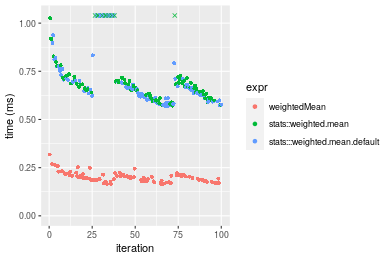 1.00
0.75
0.50
0.25
0.00
time (ms)
0
25
50
75
100
iteration
expr
weightedMean
stats::weighted.mean
stats:::weighted.mean.default